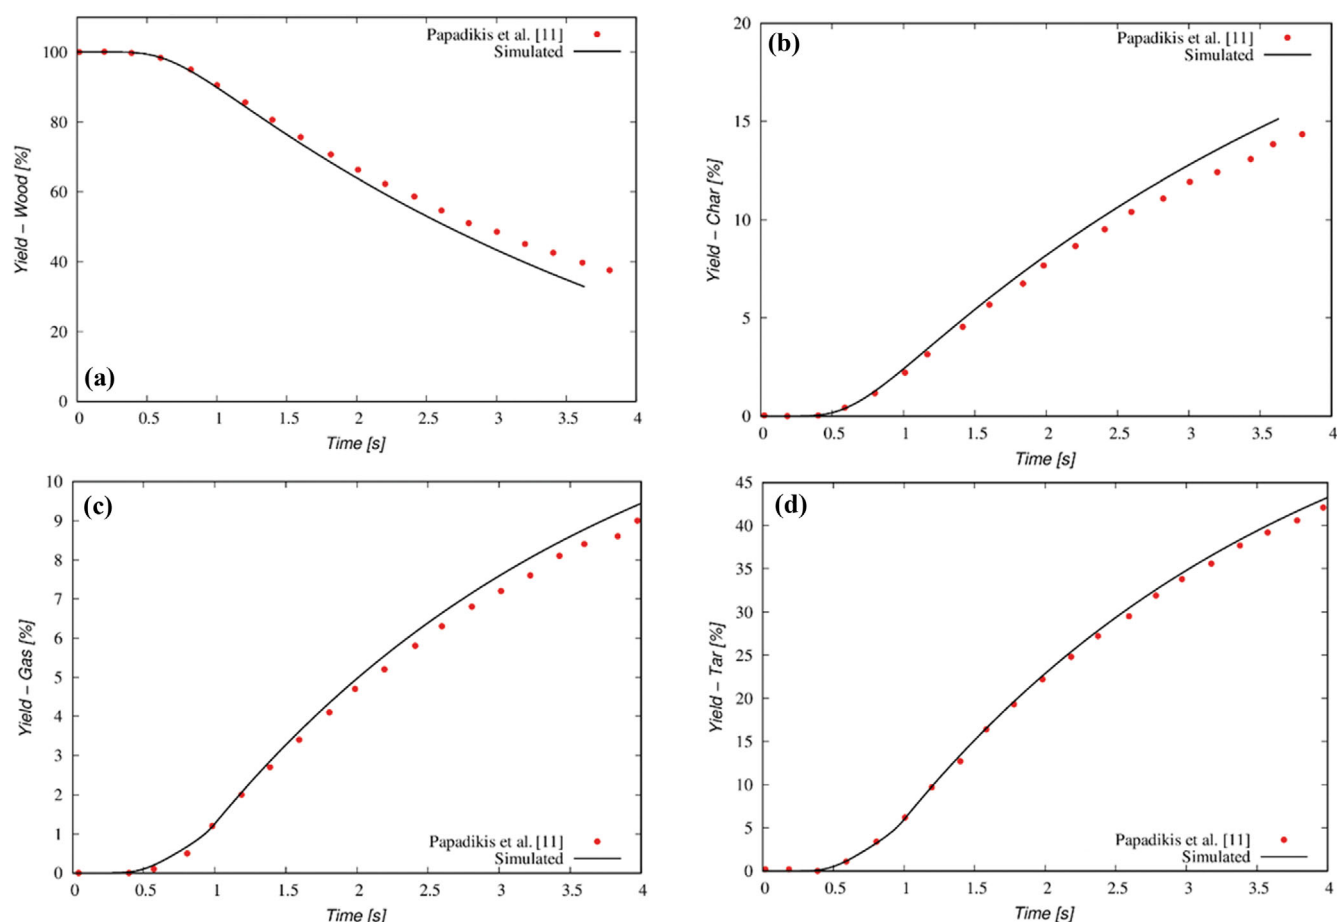 Papadikis et al. [11]
Simulated
100
80
60
40
20
0
Yield – Wood [%]
(a)
0 0.5 1 1.5 2 2.5 3 3.5 4
Time [s]
(b)
Papadikis et al. [11]
Simulated
20
15
10
5
0
Yield – Char [%]
0 0.5 1 1.5 2 2.5 3 3.5 4
Time [s]
(c)
10
9
8
7
6
5
4
3
2
1
0
Yield – Gas [%]
Papadikis et al. [11]
Simulated
0 0.5 1 1.5 2 2.5 3 3.5 4
Time [s]
(d)
45
40
35
30
25
20
15
10
5
0
Yield – Tar [%]
Papadikis et al. [11]
Simulated
0 0.5 1 1.5 2 2.5 3 3.5 4
Time [s]